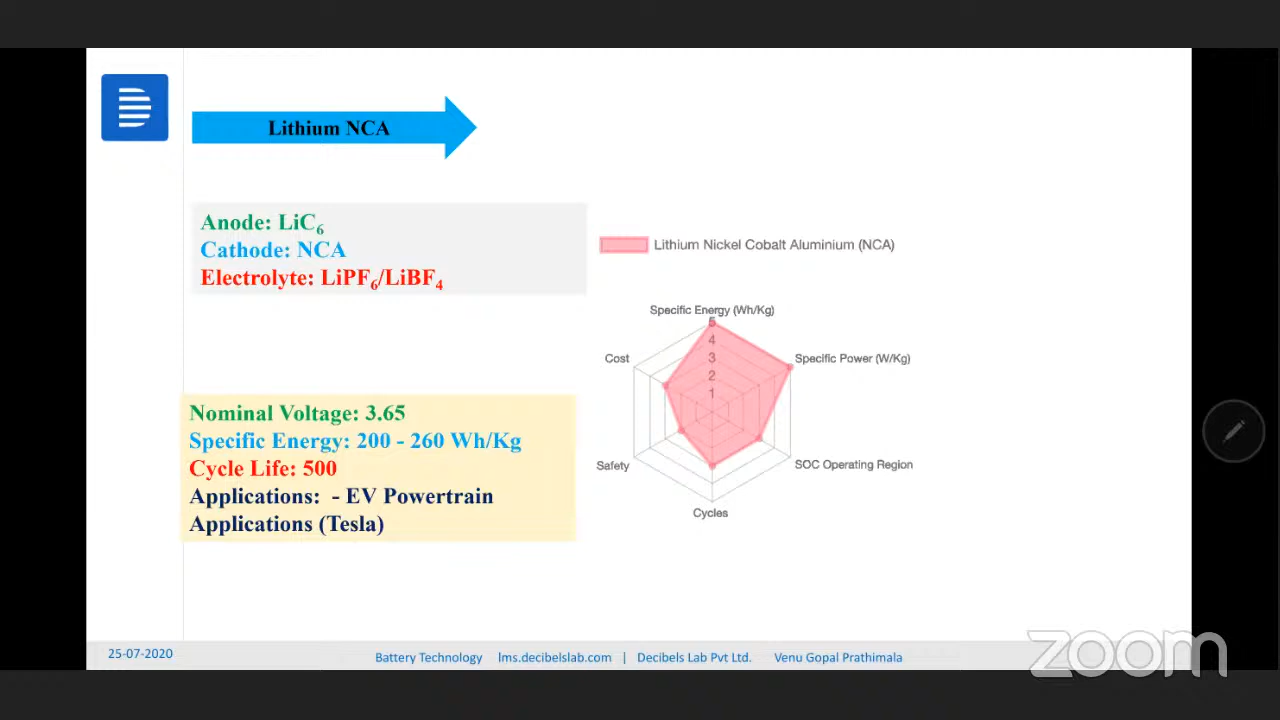 Lithium NCA
Anode: LiC₆
Cathode: NCA
Electrolyte: LiPF₆/LiBF₄
Nominal Voltage: 3.65
Specific Energy: 200 - 260 Wh/Kg
Cycle Life: 500
Applications:  - EV Powertrain
Applications (Tesla)
Lithium Nickel Cobalt Aluminium (NCA)
Specific Energy (Wh/Kg)
5
4
3
2
1
Cost
Specific Power (W/Kg)
Safety
SOC Operating Region
Cycles
25-07-2020
Battery Technology lms.decibelslab.com | Decibels Lab Pvt Ltd. Venu Gopal Prathimala
zoom